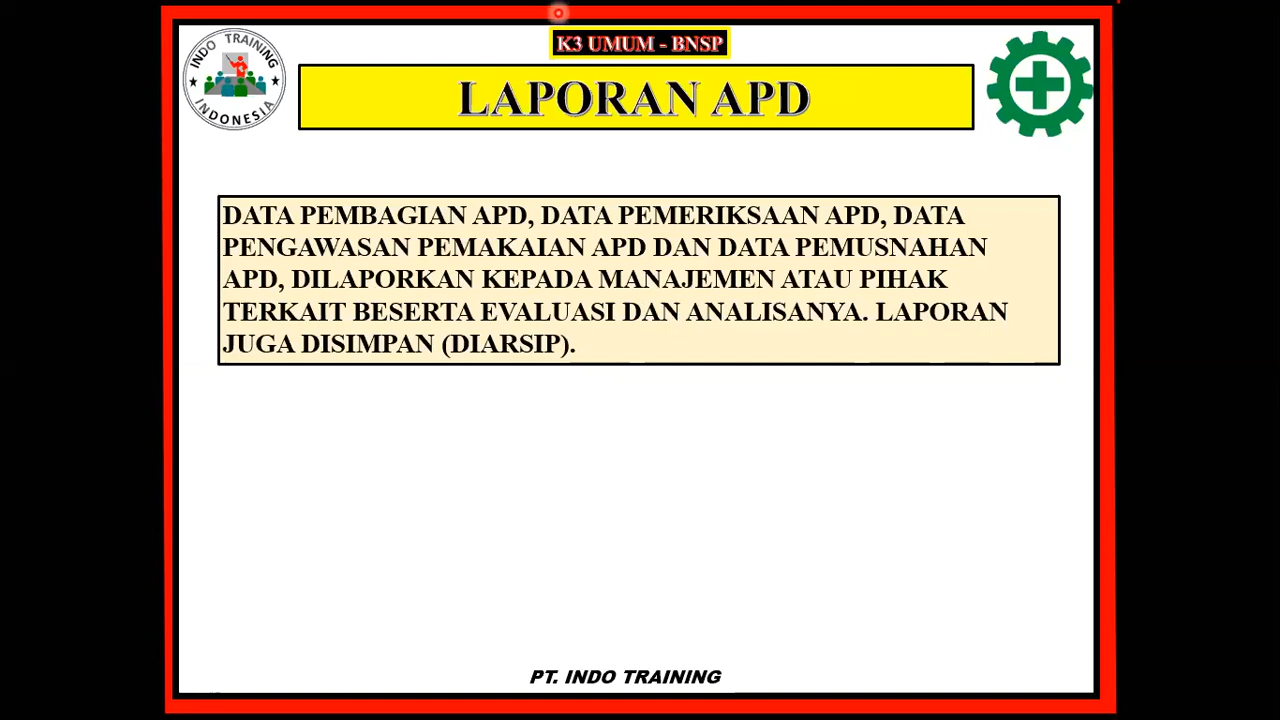 K3 UMUM - BNSP
INDO TRAINING
INDONESIA
LAPORAN APD
DATA PEMBAGIAN APD, DATA PEMERIKSAAN APD, DATA
PENGAWASAN PEMAKAIAN APD DAN DATA PEMUSNAHAN
APD, DILAPORKAN KEPADA MANAJEMEN ATAU PIHAK
TERKAIT BESERTA EVALUASI DAN ANALISANYA. LAPORAN
JUGA DISIMPAN (DIARSIP).
PT. INDO TRAINING